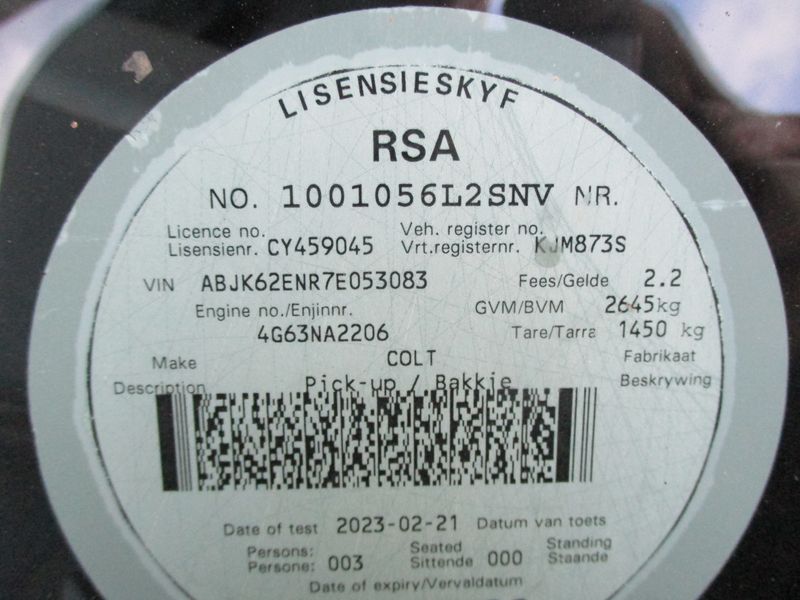 LISENSIESKYF
RSA
NO. 1001056L2SNV NR.
Licence no. Veh. register no.
Lisensienr. CY459045 Vrt.registernr. KJM873S
VIN ABJK62ENR7E053083 Fees/Gelde 2.2
Engine no./Enjinnr. GVM/BVM 2645kg
4G63NA2206 Tare/Tarra 1450 kg
Make COLT Fabrikaat
Description Pick-up / Bakkie Beskrywing
Date of test 2023-02-21 Datum van toets
Persons: Seated Standing
Persone: 003 Sittende 000 Staande
Date of expiry/Vervaldatum